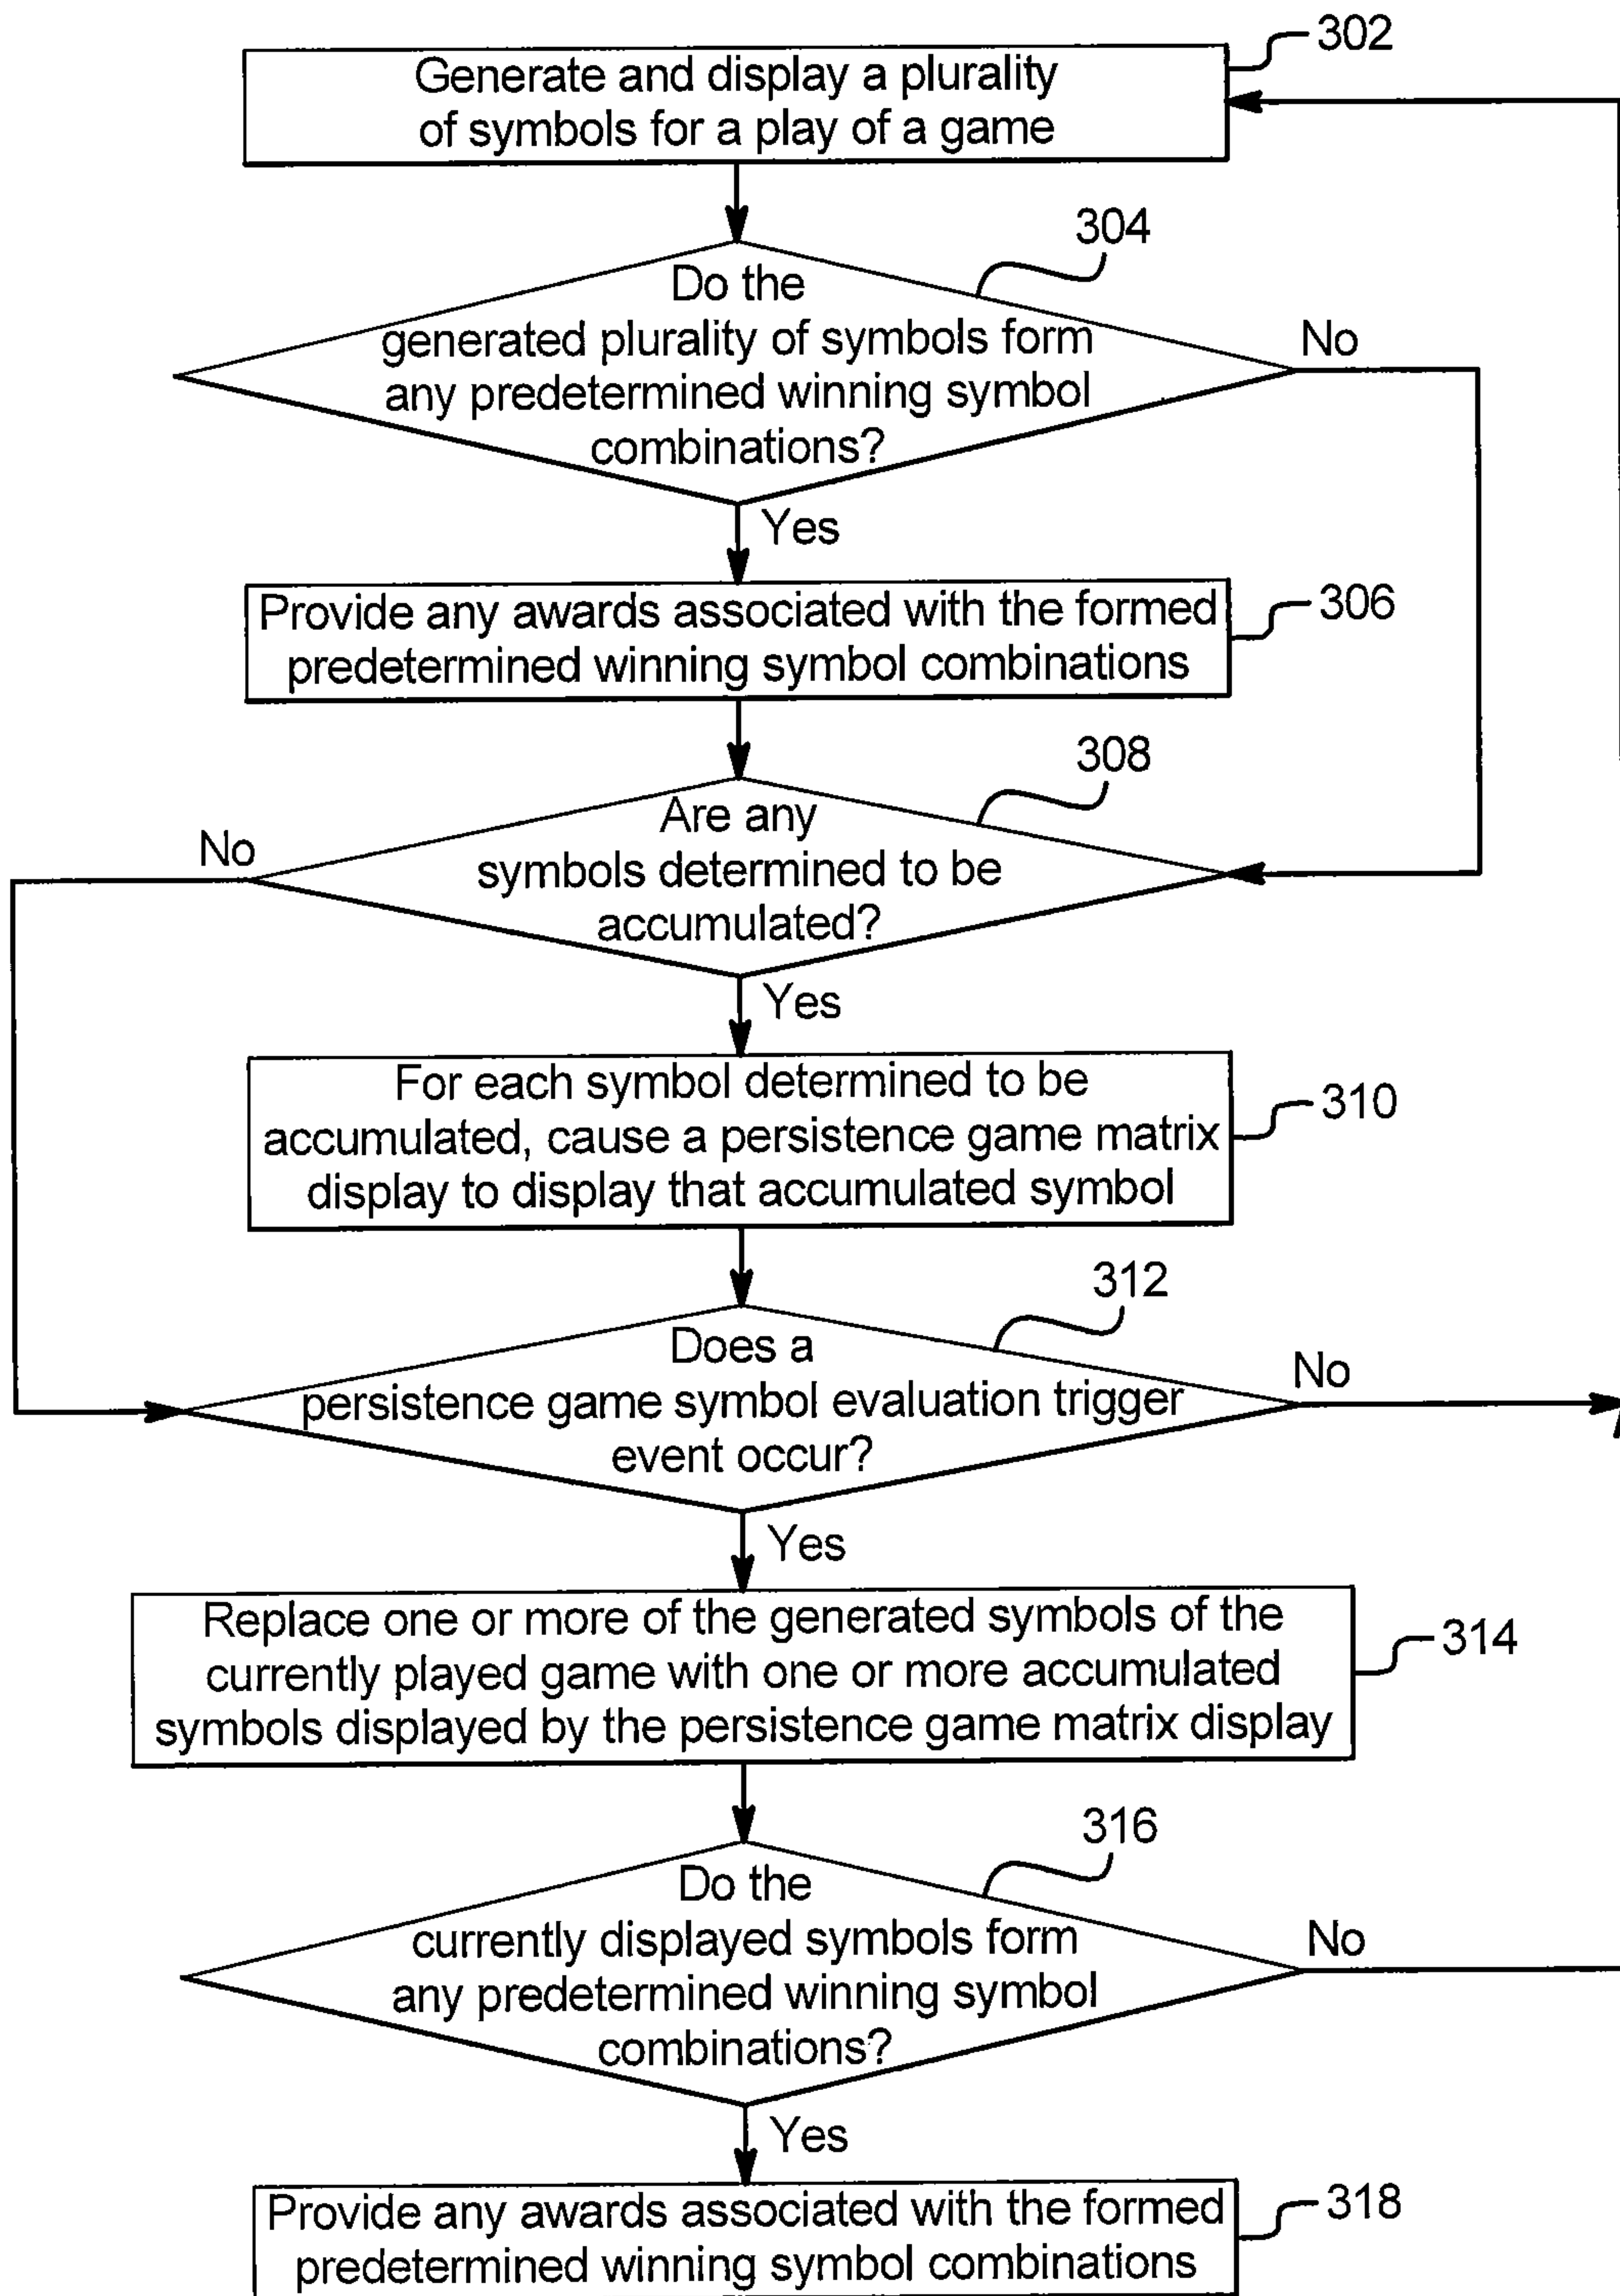 302
Generate and display a plurality
of symbols for a play of a game
304
Do the
generated plurality of symbols form
any predetermined winning symbol
combinations?
No
Yes
Provide any awards associated with the formed
predetermined winning symbol combinations
306
308
Are any
symbols determined to be
accumulated?
No
Yes
For each symbol determined to be
accumulated, cause a persistence game matrix
display to display that accumulated symbol
310
312
Does a
persistence game symbol evaluation trigger
event occur?
No
Yes
Replace one or more of the generated symbols of the
currently played game with one or more accumulated
symbols displayed by the persistence game matrix display
314
316
Do the
currently displayed symbols form
any predetermined winning symbol
combinations?
No
Yes
Provide any awards associated with the formed
predetermined winning symbol combinations
318